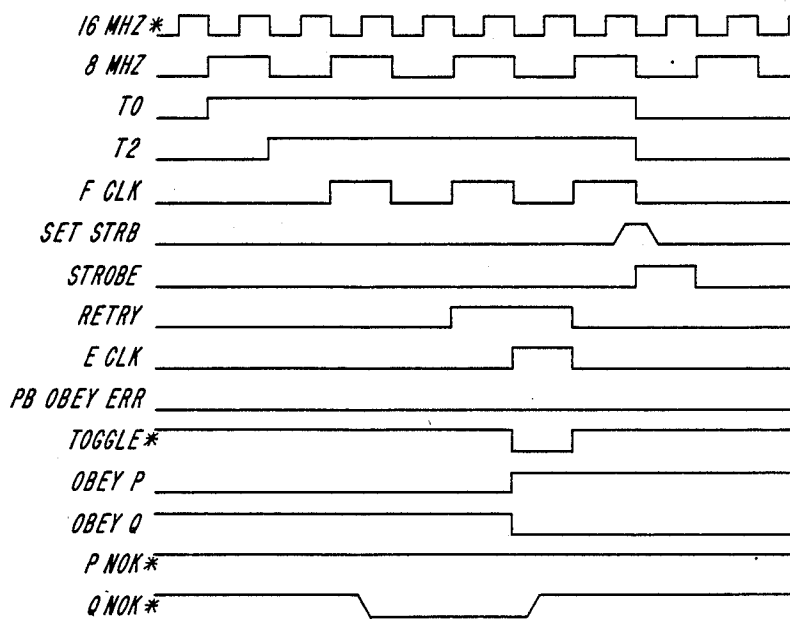 16 MHZ*
8 MHZ
T0
T2
F CLK
SET STRB
STROBE
RETRY
E CLK
PB OBEY ERR
TOGGLE*
OBEY P
OBEY Q
P NOK*
Q NOK*